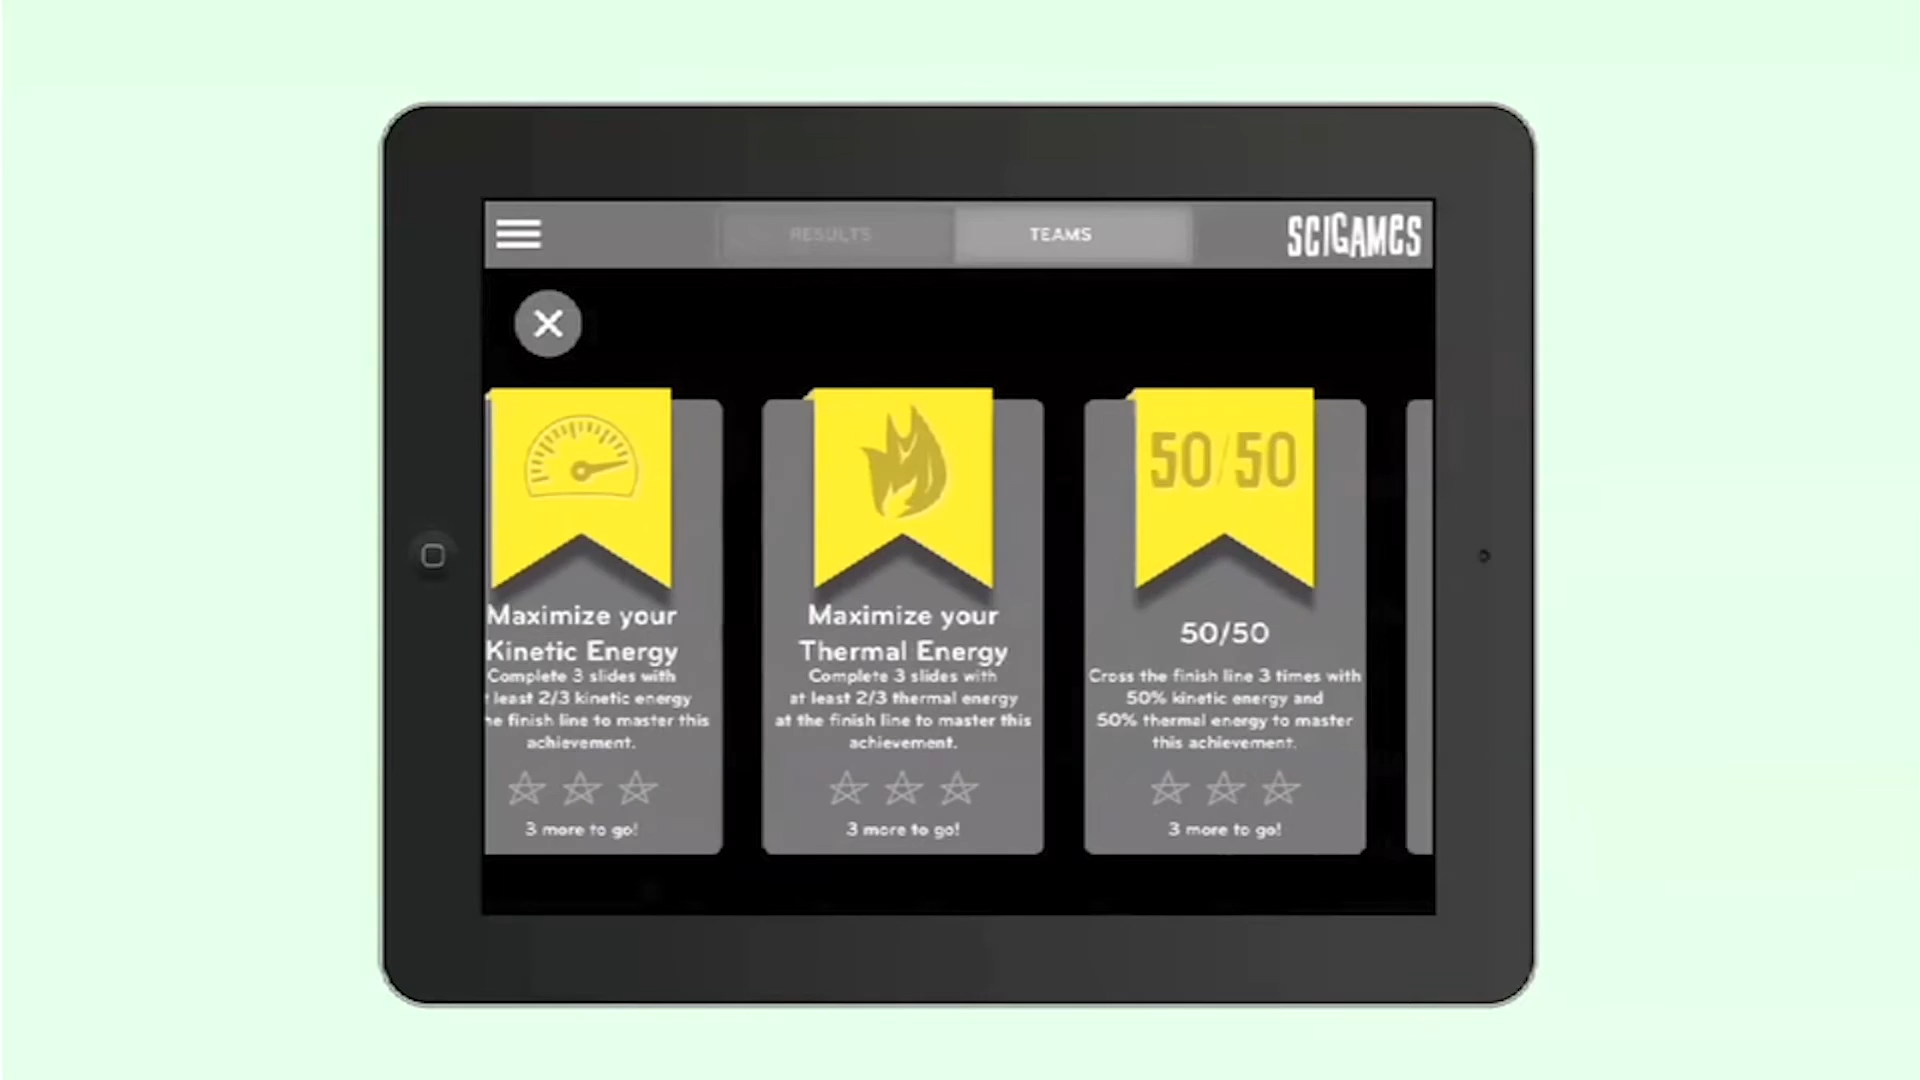 RESULTS
TEAMS
SCIGAMES
Maximize your
Kinetic Energy
Complete 3 slides with
least 2/3 kinetic energy
finish line to master this
achievement.
3 more to go!
Maximize your
Thermal Energy
Complete 3 slides with
at least 2/3 thermal energy
at the finish line to master this
achievement.
3 more to go!
50/50
50/50
Cross the finish line 3 times with
50% kinetic energy and
50% thermal energy to master
this achievement.
3 more to go!